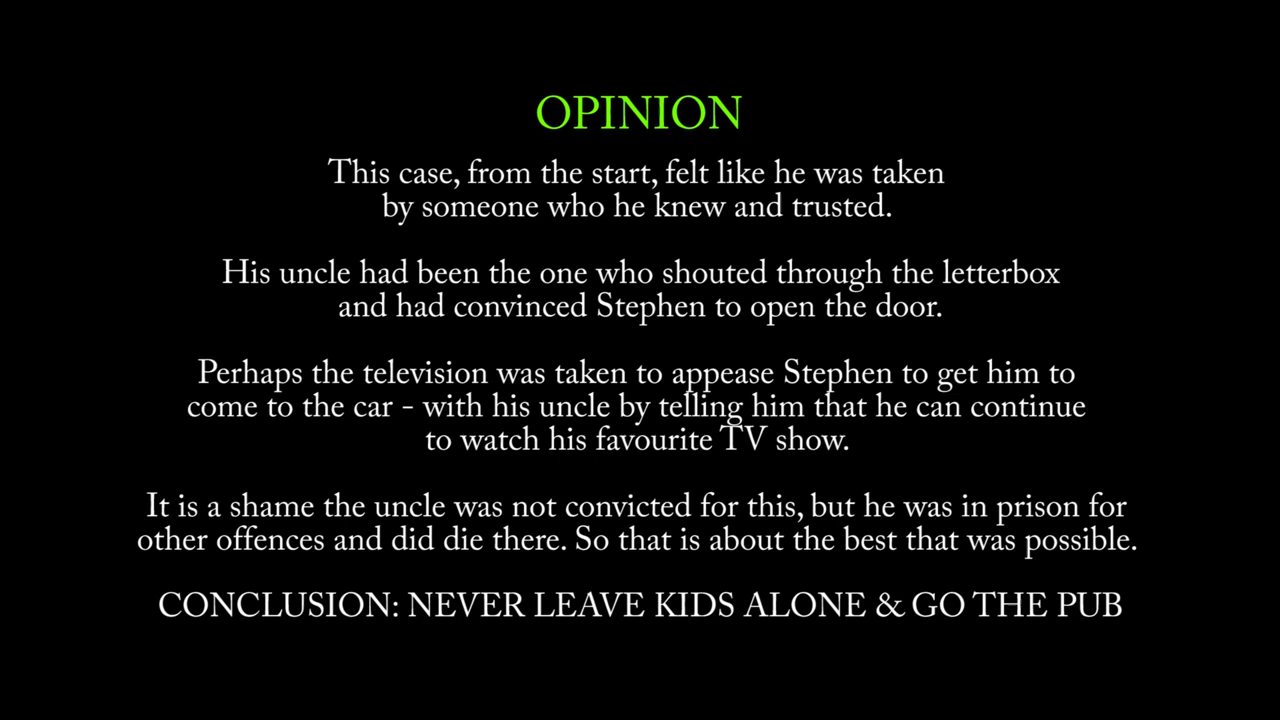 OPINION
This case, from the start, felt like he was taken
by someone who he knew and trusted.
His uncle had been the one who shouted through the letterbox
and had convinced Stephen to open the door.
Perhaps the television was taken to appease Stephen to get him to
come to the car - with his uncle by telling him that he can continue
to watch his favourite TV show.
It is a shame the uncle was not convicted for this, but he was in prison for
other offences and did die there. So that is about the best that was possible.
CONCLUSION: NEVER LEAVE KIDS ALONE & GO THE PUB